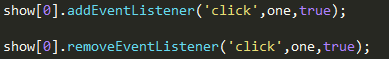 show[0].addEventListener('click',one,true);
show[0].removeEventListener('click',one,true);